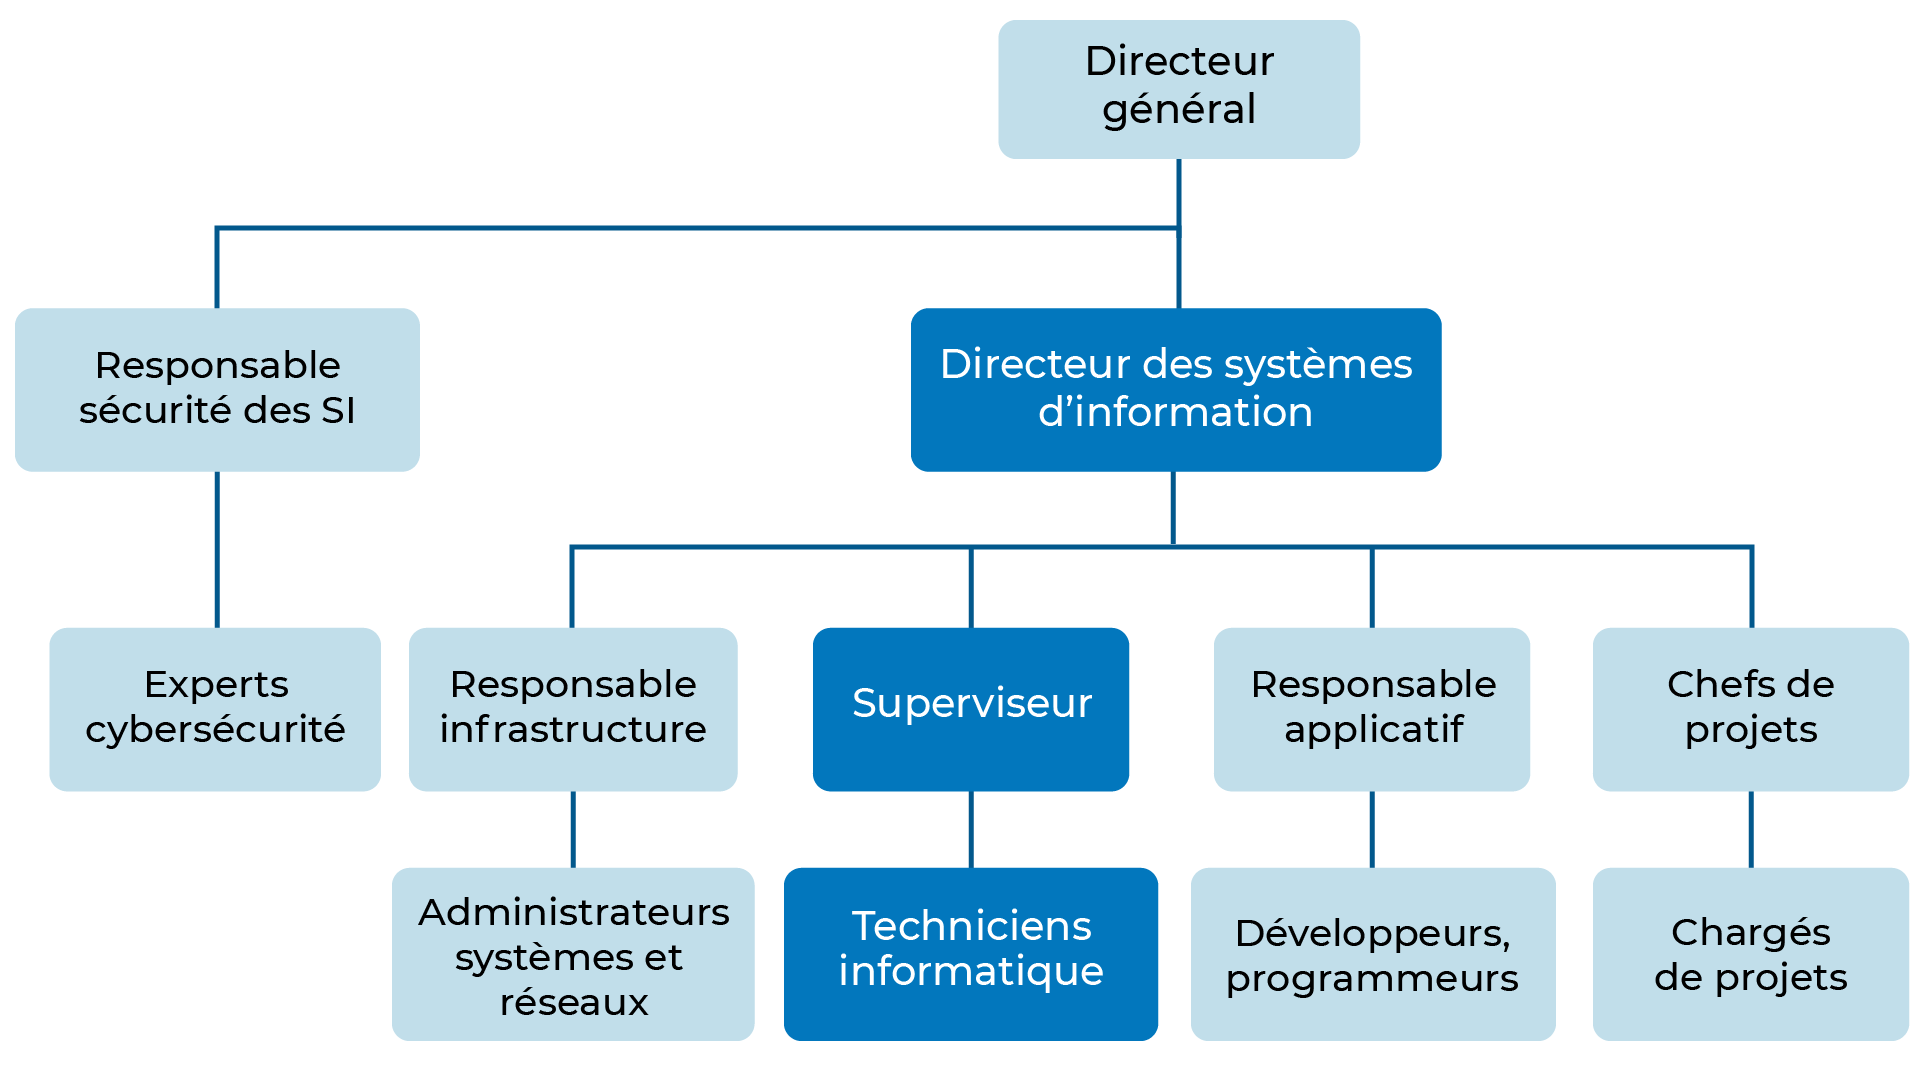 Directeur
général
Responsable
sécurité des SI
Directeur des systèmes
d’information
Experts
cybersécurité
Responsable
infrastructure
Superviseur
Responsable
applicatif
Chefs de
projets
Administrateurs
systèmes et
réseaux
Techniciens
informatique
Développeurs,
programmeurs
Chargés
de projets